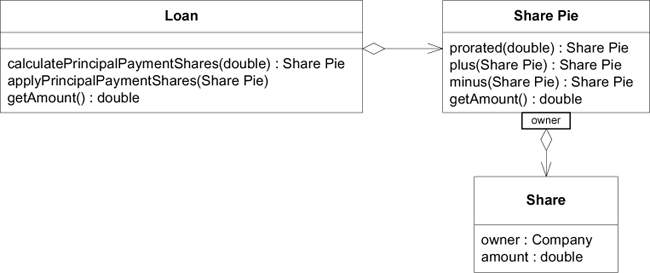 Loan
calculatePrincipalPaymentShares(double) : Share Pie
applyPrincipalPaymentShares(Share Pie)
getAmount() : double
Share Pie
prorated(double) : Share Pie
plus(Share Pie) : Share Pie
minus(Share Pie) : Share Pie
getAmount() : double
owner
Share
owner : Company
amount : double